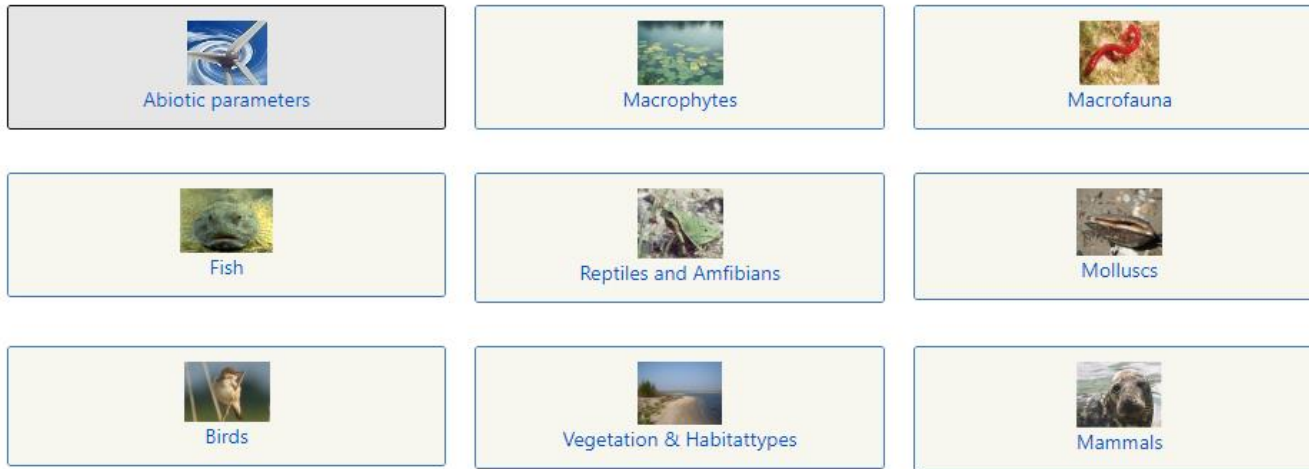 Abiotic parameters
Macrophytes
Macrofauna
Fish
Reptiles and Amfibians
Molluscs
Birds
Vegetation & Habitattypes
Mammals